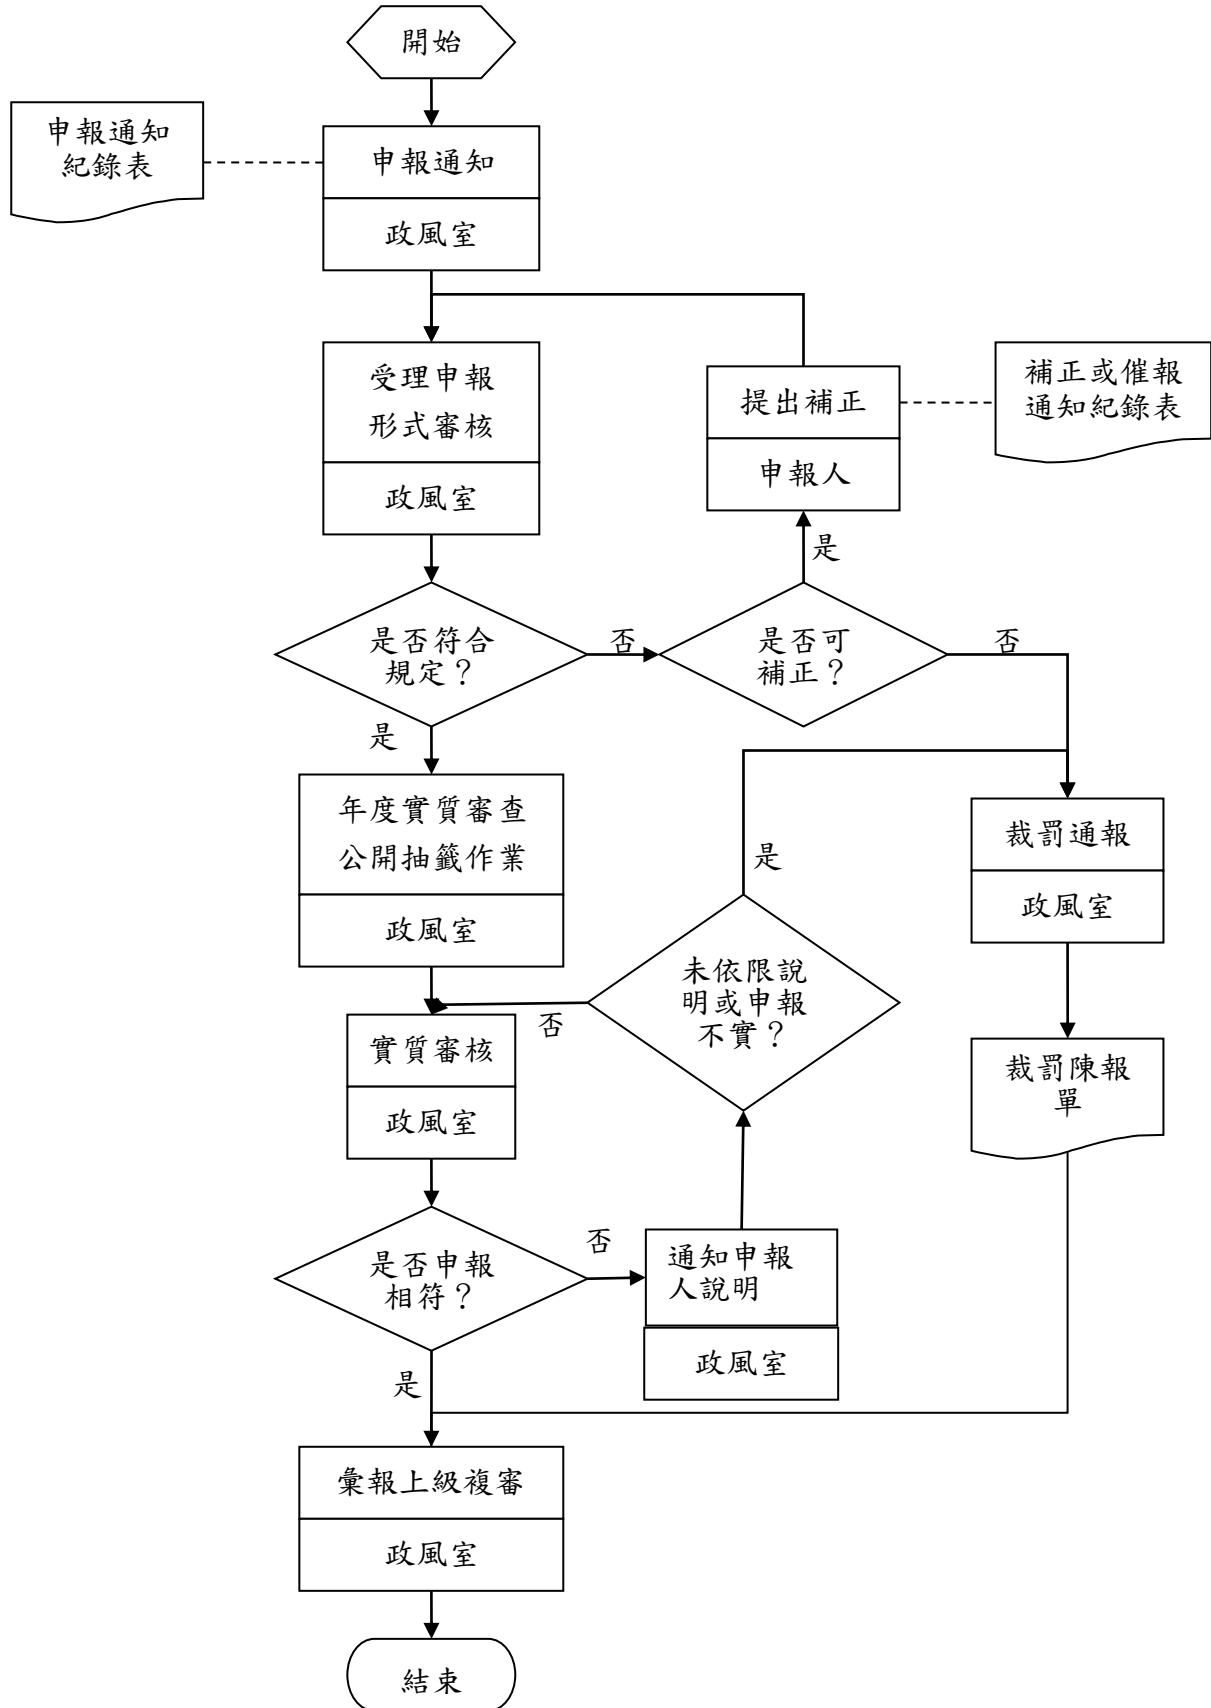 開始
申報通知
紀錄表
申報通知
政風室
受理申報
形式審核
政風室
提出補正
申報人
補正或催報
通知紀錄表
是
是否符合
規定？
否
是否可
補正？
否
是
年度實質審查
公開抽籤作業
政風室
是
裁罰通報
政風室
未依限說
明或申報
不實？
否
實質審核
政風室
裁罰陳報
單
是否申報
相符？
否
通知申報
人說明
政風室
是
彙報上級複審
政風室
結束